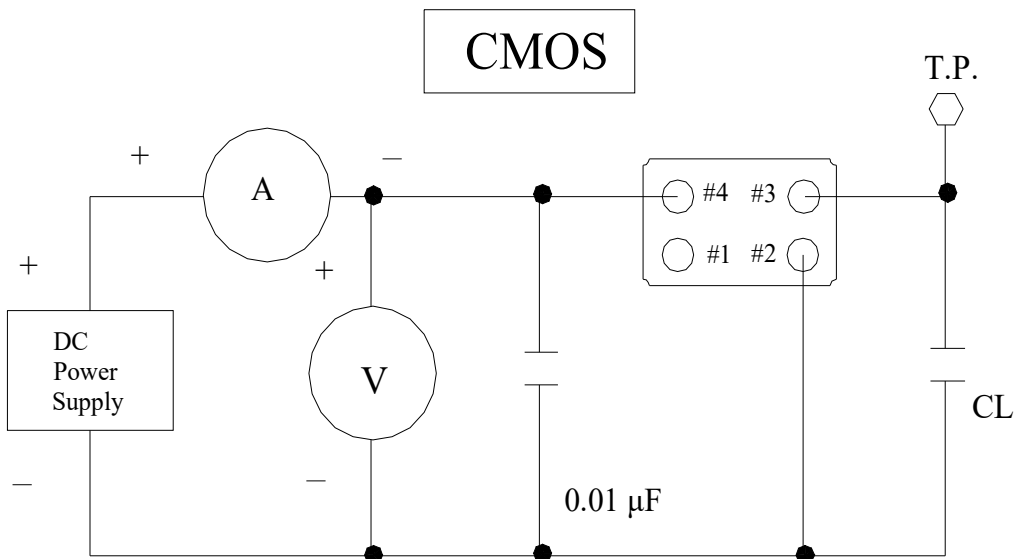 CMOS
T.P.
+
–
A
#4 #3
+
+
#1 #2
DC
Power
Supply
V
CL
–
–
0.01 μF